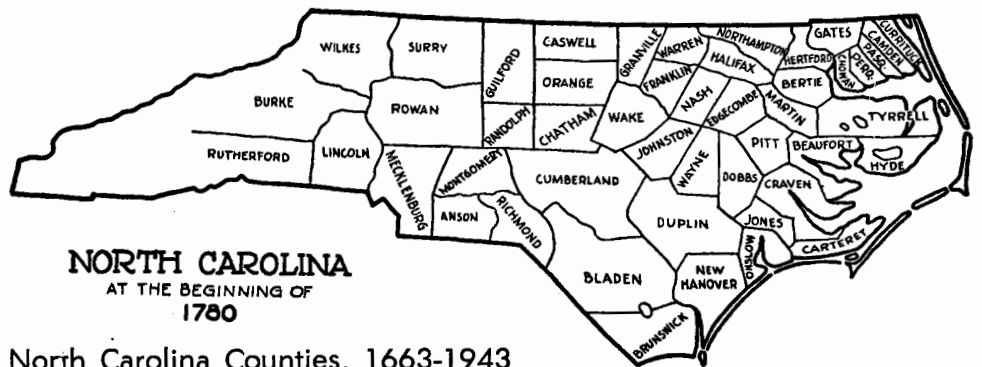 WILKES
SURRY
GUILFORD
CASWELL
ORANGE
GRANVILLE
WARREN
FRANKLIN
NORTHAMPTON
HALIFAX
HERTFORD
GATES
BERTIE
CHOWAN
PERQ.
PASQ.
CAMDEN
CURRITUCK
BURKE
ROWAN
RANDOLPH
CHATHAM
WAKE
NASH
EDGECOMBE
MARTIN
TYRRELL
RUTHERFORD
LINCOLN
MECKLENBURG
MONTGOMERY
CUMBERLAND
JOHNSTON
WAYNE
DOBBS
PITT
BEAUFORT
HYDE
CRAVEN
ANSON
RICHMOND
DUPLIN
JONES
CARTERET
ONSLOW
BLADEN
NEW
HANOVER
BRUNSWICK
NORTH CAROLINA
AT THE BEGINNING OF
1780
North Carolina Counties, 1663-1943